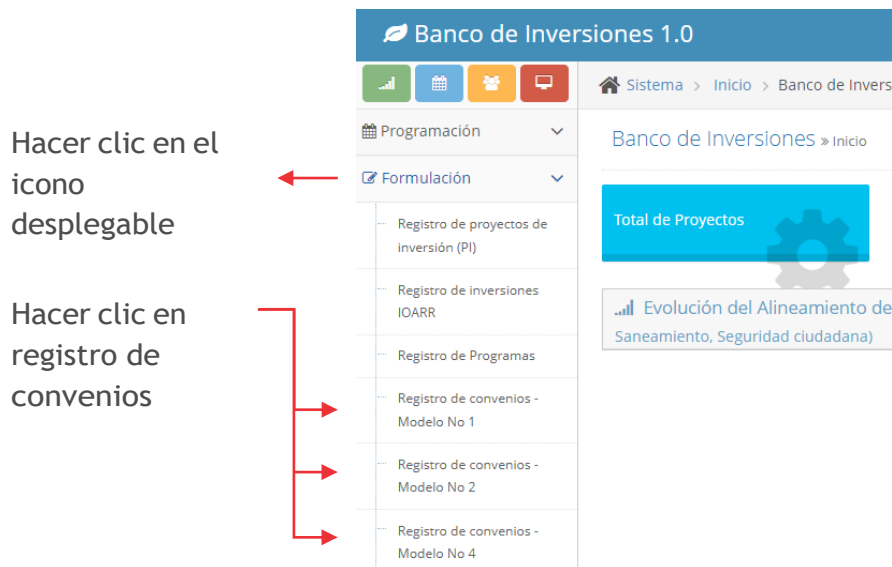 Banco de Inversiones 1.0
Sistema > Inicio > Banco de Invers
Programación
Banco de Inversiones » Inicio
Hacer clic en el
icono
desplegable
Formulación
Registro de proyectos de
inversión (PI)
Total de Proyectos
Registro de inversiones
IOARR
Evolución del Alineamiento de
Saneamiento, Seguridad ciudadana)
Hacer clic en
registro de
convenios
Registro de Programas
Registro de convenios -
Modelo No 1
Registro de convenios -
Modelo No 2
Registro de convenios -
Modelo No 4